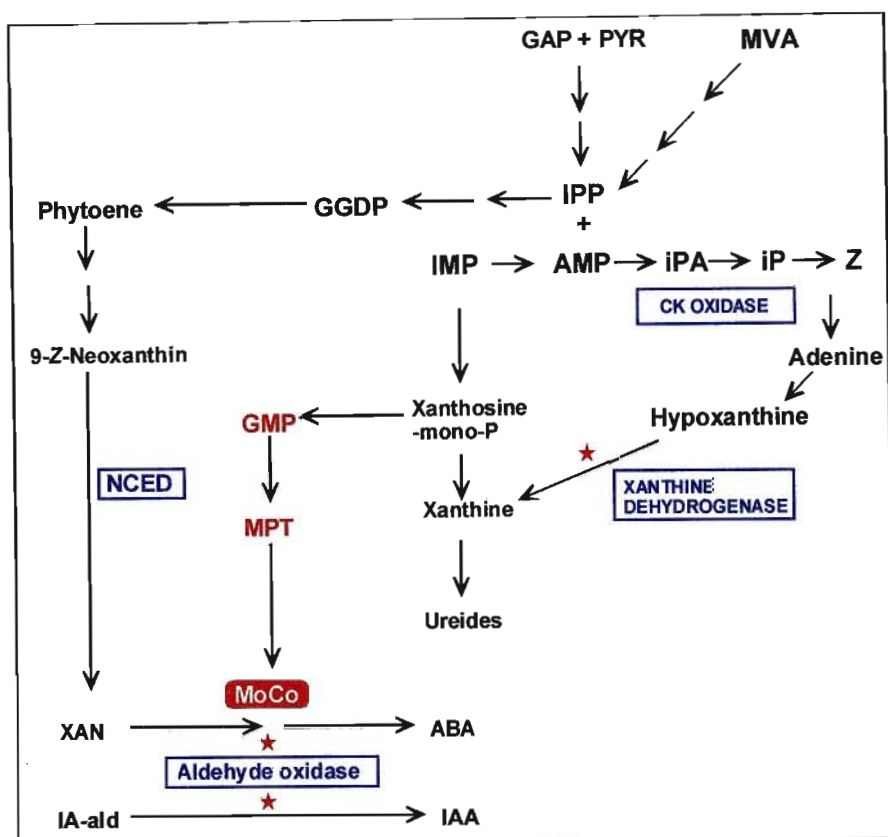 GAP + PYR
MVA
Phytoene
GGDP
IPP
+
IMP
AMP
iPA
iP
Z
CK OXIDASE
9-Z-Neoxanthin
Adenine
GMP
Xanthosine
-mono-P
Hypoxanthine
NCED
XANTHINE
DEHYDROGENASE
MPT
Xanthine
Ureides
MoCo
XAN
ABA
Aldehyde oxidase
IA-ald
IAA